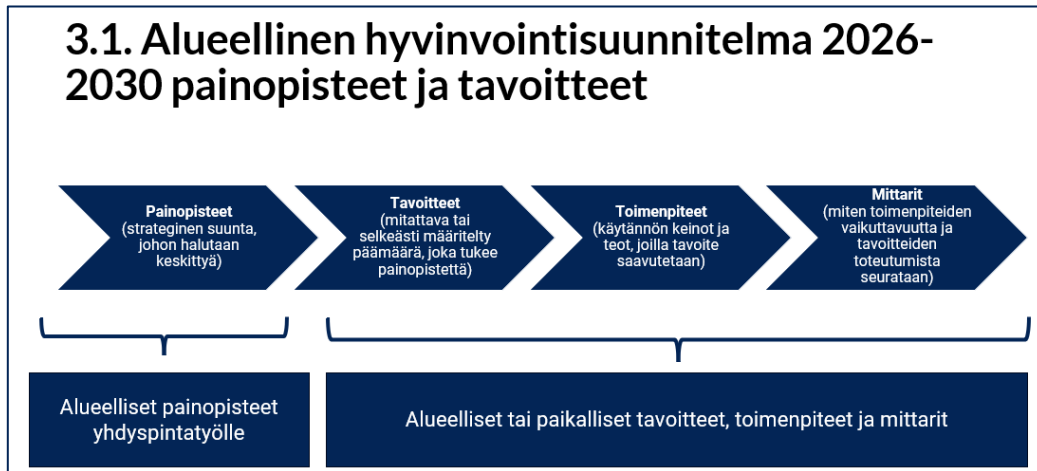 3.1. Alueellinen hyvinvointisuunnitelma 2026-
2030 painopisteet ja tavoitteet
Painopisteet
(strateginen suunta,
johon halutaan
keskittyä)
Tavoitteet
(mitattava tai
selkeästi määritelty
päämäärä, joka tukee
painopistettä)
Toimenpiteet
(käytännön keinot ja
teot, joilla tavoite
saavutetaan)
Mittarit
(miten toimenpiteiden
vaikuttavuutta ja
tavoitteiden
toteutumista
seurataan)
Alueelliset painopisteet
yhdyspintatyölle
Alueelliset tai paikalliset tavoitteet, toimenpiteet ja mittarit